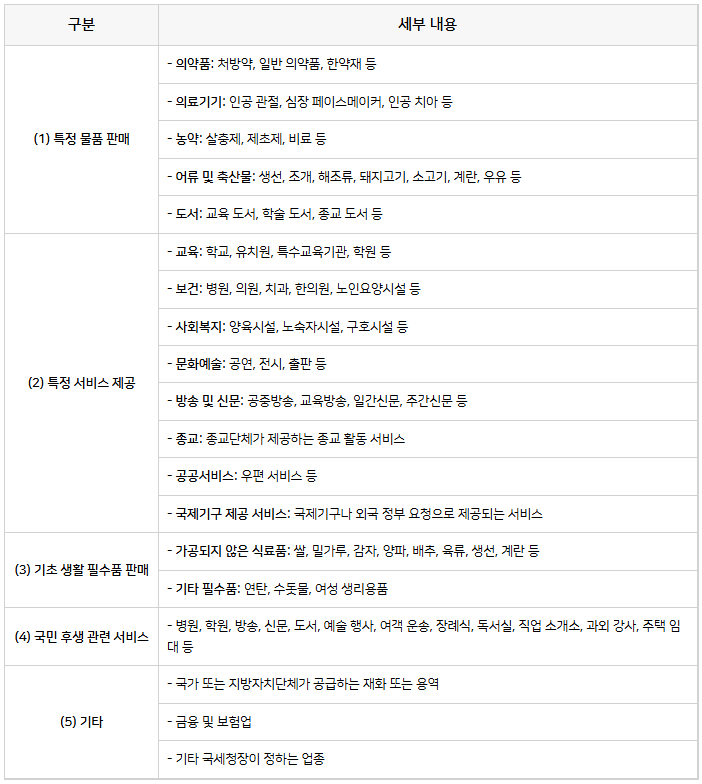 구분
세부 내용
(1) 특정 물품 판매
- 의약품: 처방약, 일반 의약품, 한약재 등
- 의료기기: 인공 관절, 심장 페이스메이커, 인공 치아 등
- 농약: 살충제, 제초제, 비료 등
- 어류 및 축산물: 생선, 조개, 해조류, 돼지고기, 소고기, 계란, 우유 등
- 도서: 교육 도서, 학술 도서, 종교 도서 등
(2) 특정 서비스 제공
- 교육: 학교, 유치원, 특수교육기관, 학원 등
- 보건: 병원, 의원, 치과, 한의원, 노인요양시설 등
- 사회복지: 양육시설, 노숙자시설, 구호시설 등
- 문화예술: 공연, 전시, 출판 등
- 방송 및 신문: 공중방송, 교육방송, 일간신문, 주간신문 등
- 종교: 종교단체가 제공하는 종교 활동 서비스
- 공공서비스: 우편 서비스 등
- 국제기구 제공 서비스: 국제기구나 외국 정부 요청으로 제공되는 서비스
(3) 기초 생활 필수품 판매
- 가공되지 않은 식료품: 쌀, 밀가루, 감자, 양파, 배추, 육류, 생선, 계란 등
- 기타 필수품: 연탄, 수돗물, 여성 생리용품
(4) 국민 후생 관련 서비스
- 병원, 학원, 방송, 신문, 도서, 예술 행사, 여객 운송, 장례식, 독서실, 직업 소개소, 과외 강사, 주택 임
대 등
(5) 기타
- 국가 또는 지방자치단체가 공급하는 재화 또는 용역
- 금융 및 보험업
- 기타 국세청장이 정하는 업종